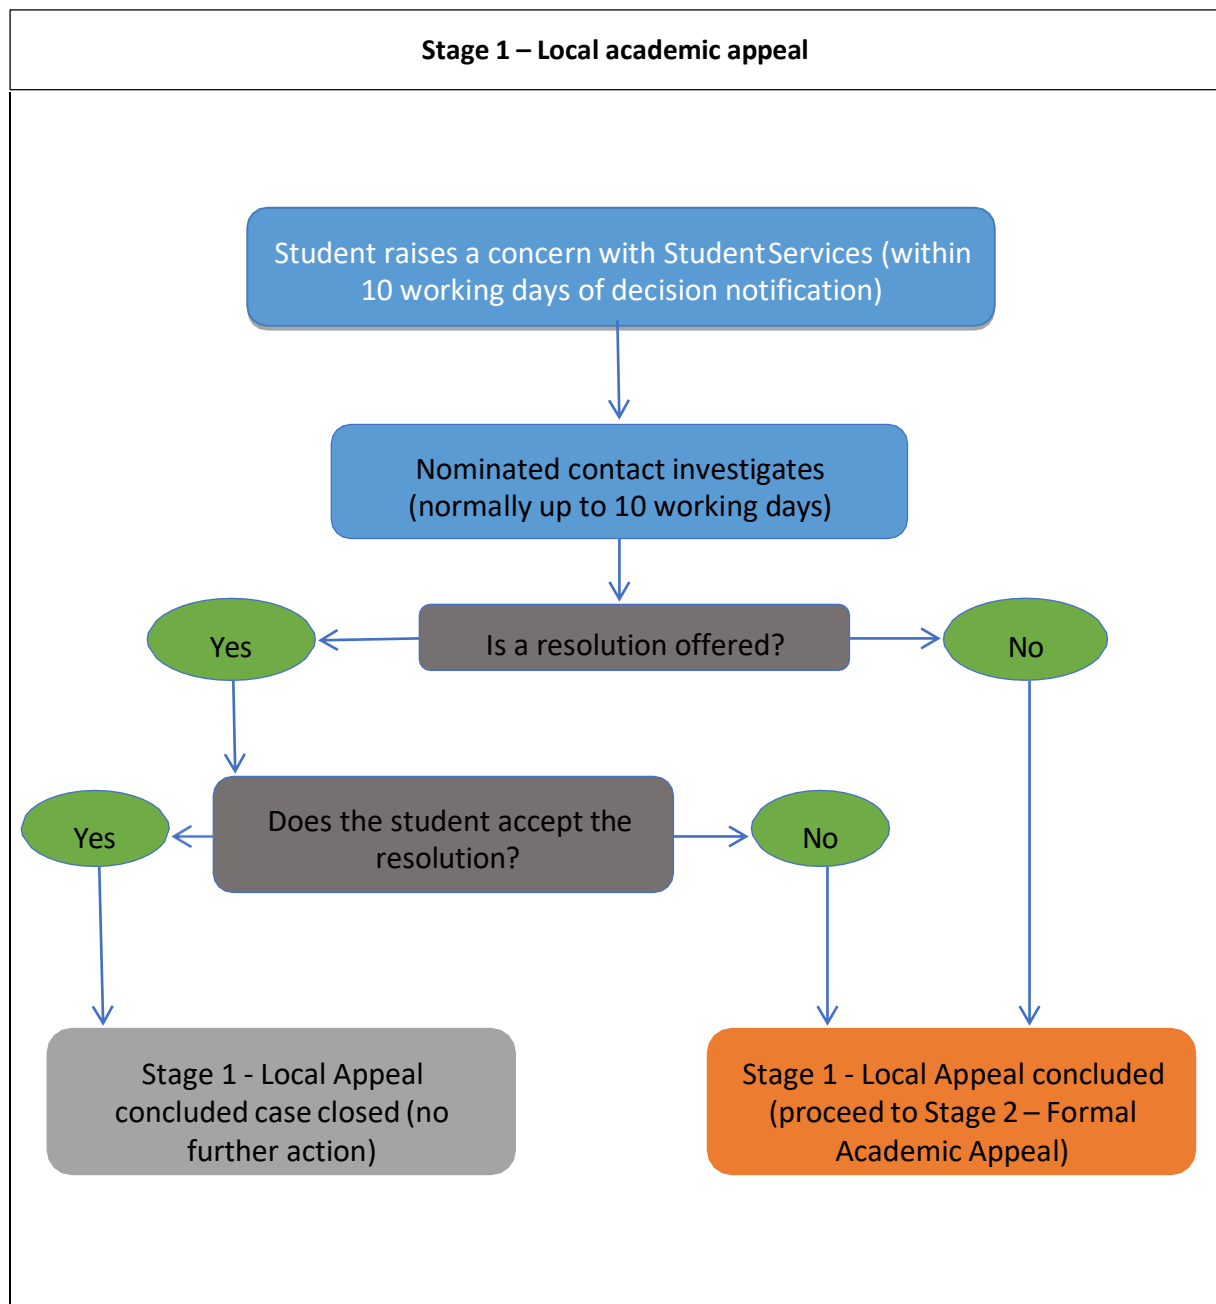 Stage 1 – Local academic appeal
Student raises a concern with StudentServices (within
10 working days of decision notification)
Nominated contact investigates
(normally up to 10 working days)
Yes
Is a resolution offered?
No
Yes
Does the student accept the
resolution?
No
Stage 1 - Local Appeal
concluded case closed (no
further action)
Stage 1 - Local Appeal concluded
(proceed to Stage 2 – Formal
Academic Appeal)